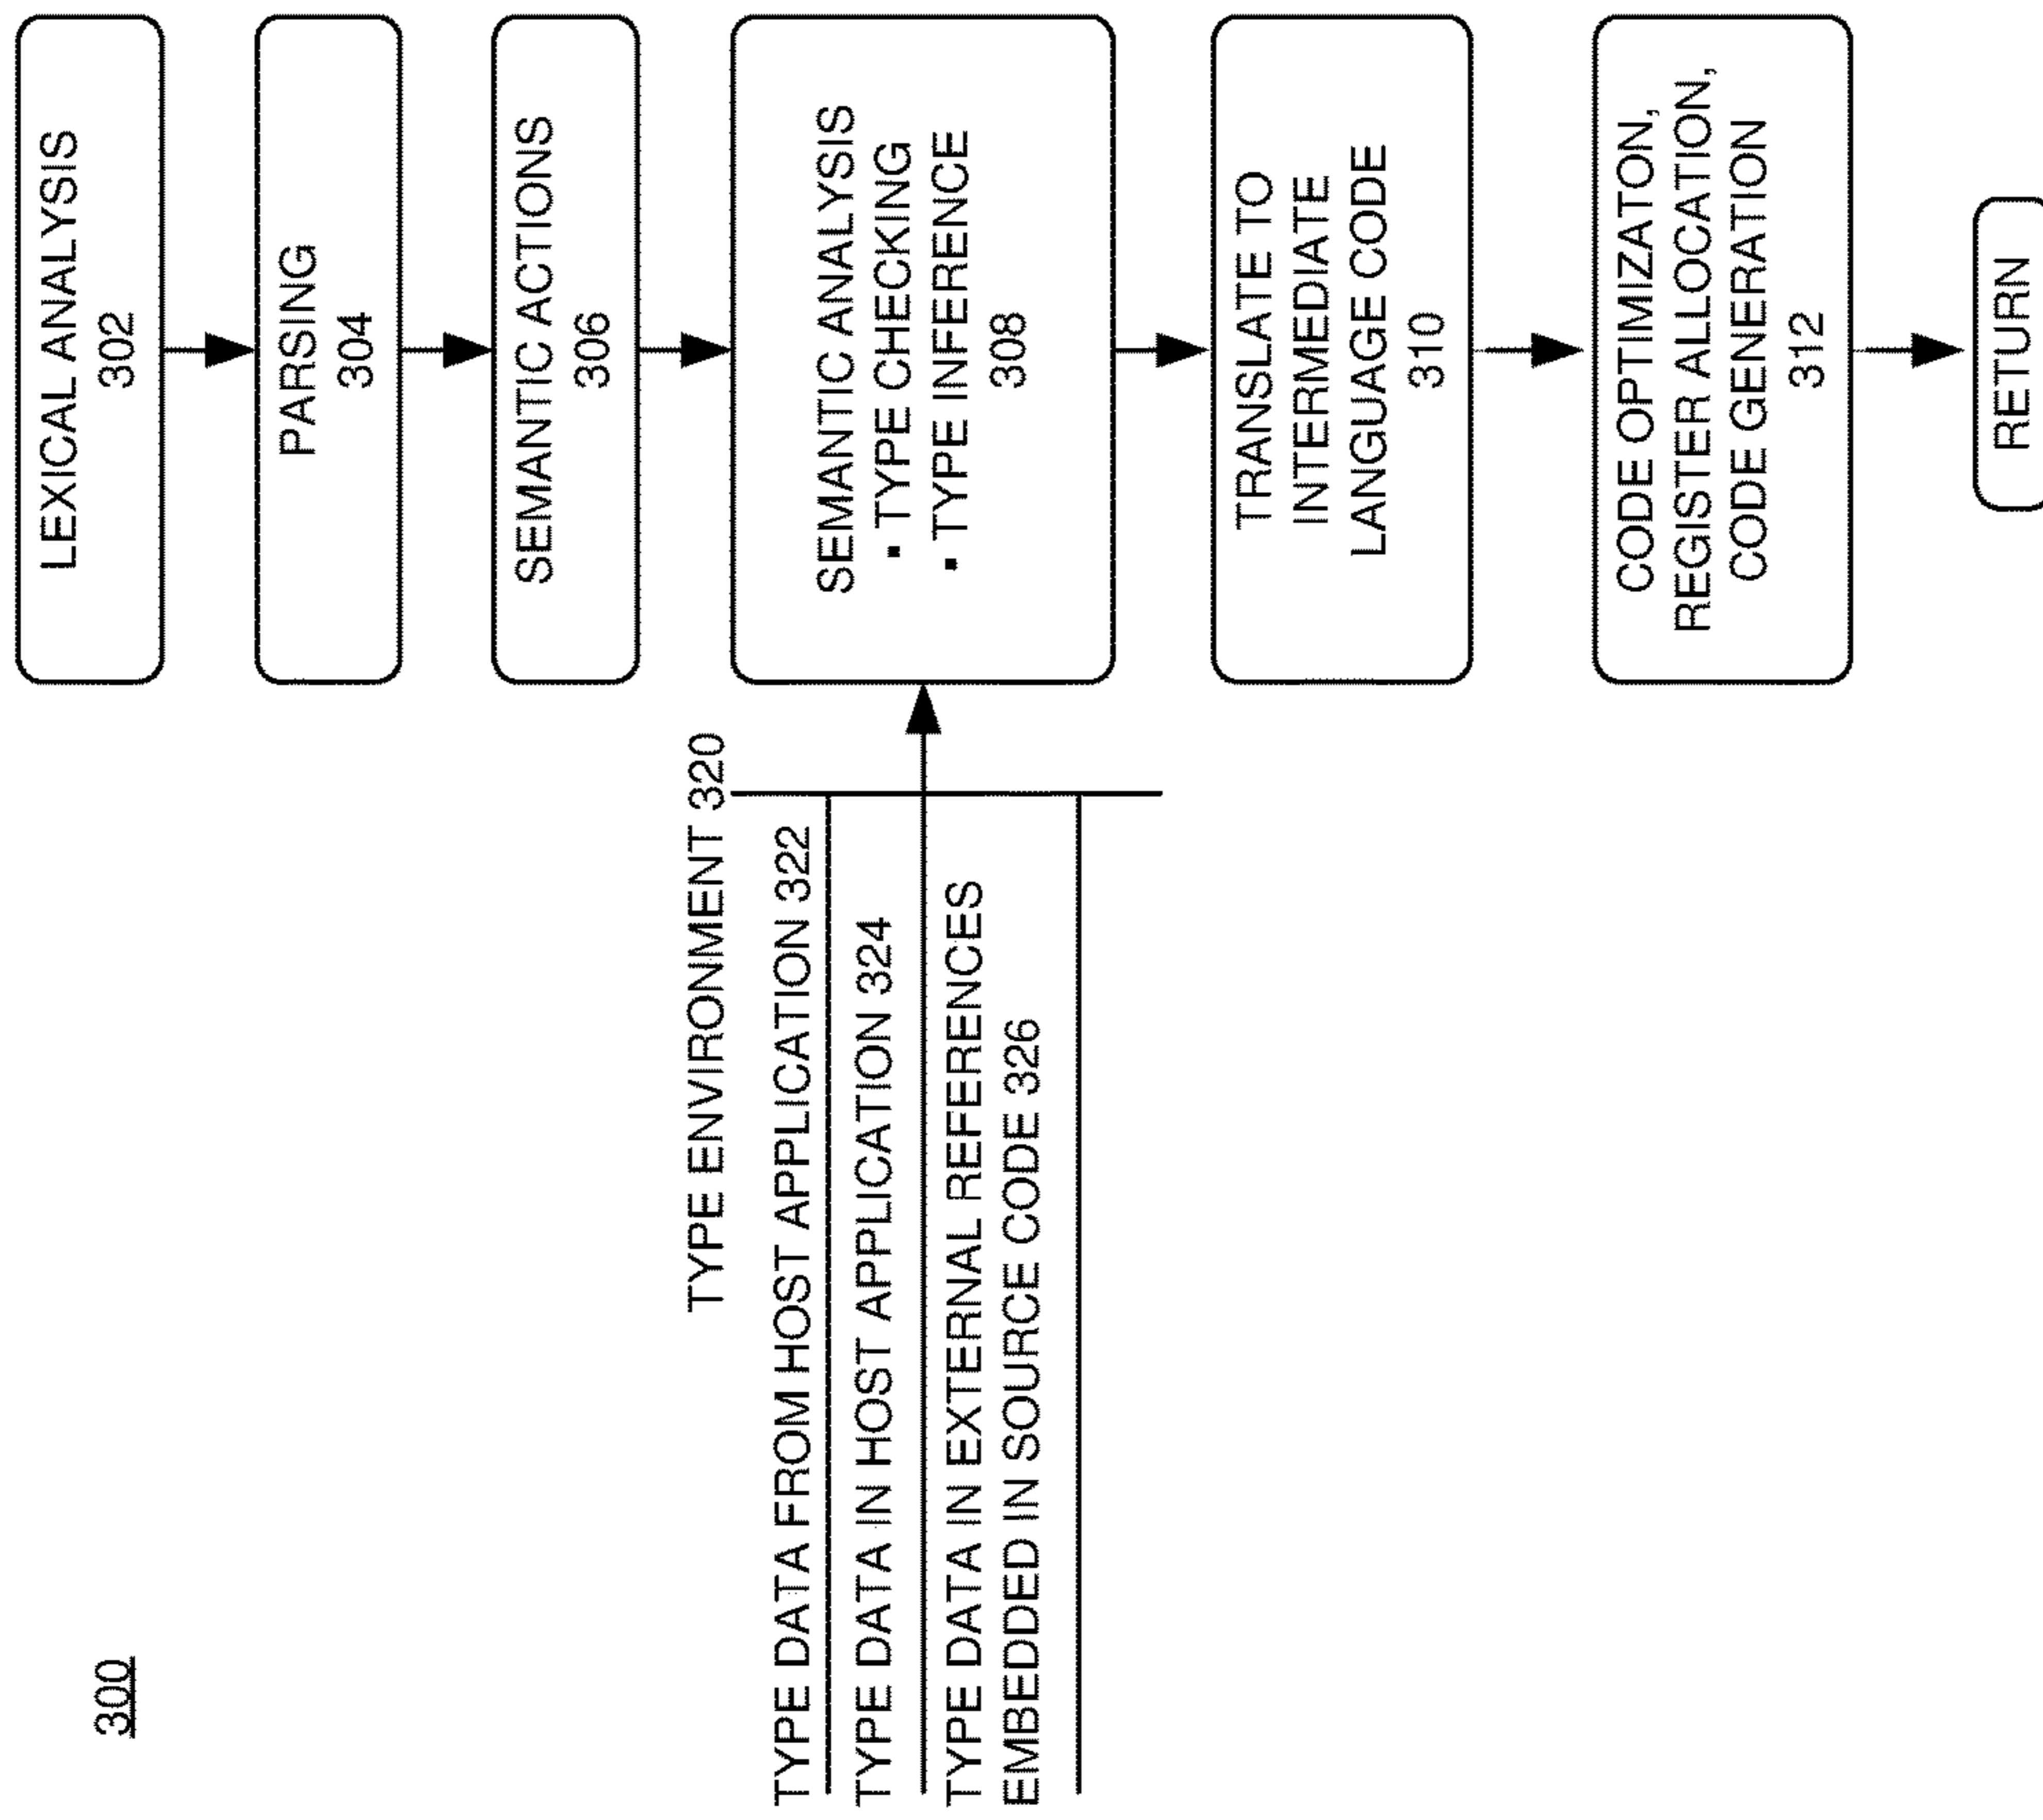 300
LEXICAL ANALYSIS
302
PARSING
304
SEMANTIC ACTIONS
306
TYPE ENVIRONMENT 320
TYPE DATA FROM HOST APPLICATION 322
TYPE DATA IN HOST APPLICATION 324
TYPE DATA IN EXTERNAL REFERENCES
EMBEDDED IN SOURCE CODE 326
SEMANTIC ANALYSIS
▪ TYPE CHECKING
▪ TYPE INFERENCE
308
TRANSLATE TO
INTERMEDIATE
LANGUAGE CODE
310
CODE OPTIMIZATON,
REGISTER ALLOCATION,
CODE GENERATION
312
RETURN